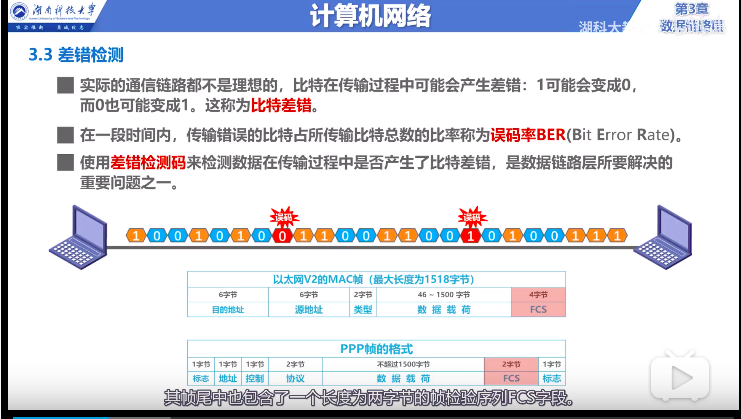 湖南科技大学
计算机网络
第3章
湖科大教
数据链路层
3.3 差错检测
实际的通信链路都不是理想的，比特在传输过程中可能会产生差错：1可能会变成0，
而0也可能变成1。这称为比特差错。
在一段时间内，传输错误的比特占所传输比特总数的比率称为误码率BER(Bit Error Rate)。
使用差错检测码来检测数据在传输过程中是否产生了比特差错，是数据链路层所要解决的
重要问题之一。
误码 误码
1 0 0 1 0 1 0 0 1 1 0 0 1 1 0 0 1 0 1 0 0 1 1 1
以太网V2的MAC帧（最大长度为1518字节）
6字节 6字节 2字节 46 ~ 1500 字节 4字节
目的地址 源地址 类型 数 据 载 荷 FCS
PPP帧的格式
1字节 1字节 1字节 2字节 不超过1500字节 2字节 1字节
标志 地址 控制 协议 数 据 载 荷 FCS 标志
其帧尾中也包含了一个长度为两字节的帧检验序列FCS字段。